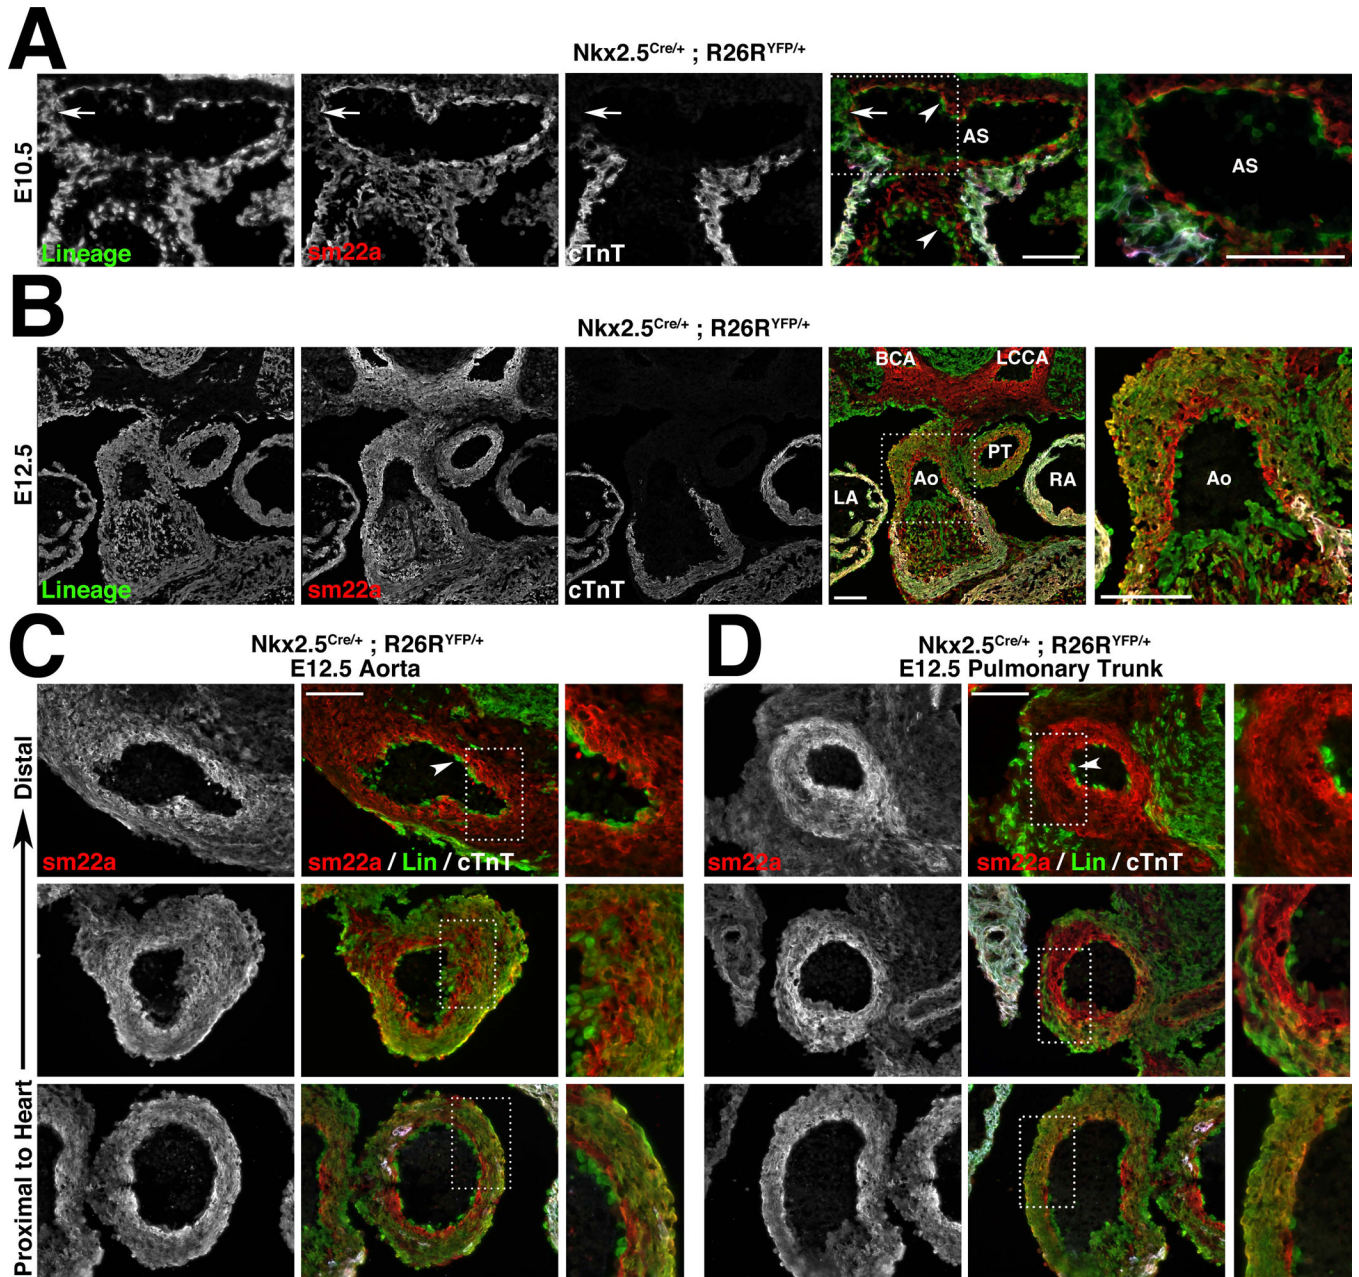 A
Nkx2.5Cre/+ ; R26RYFP/+
E10.5
Lineage
sm22a
cTnT
AS
AS
B
Nkx2.5Cre/+ ; R26RYFP/+
E12.5
Lineage
sm22a
cTnT
BCA
LCCA
LA
Ao
PT
RA
Ao
C
Nkx2.5Cre/+ ; R26RYFP/+
E12.5 Aorta
Proximal to Heart
Distal
sm22a
sm22a / Lin / cTnT
D
Nkx2.5Cre/+ ; R26RYFP/+
E12.5 Pulmonary Trunk
sm22a
sm22a / Lin / cTnT